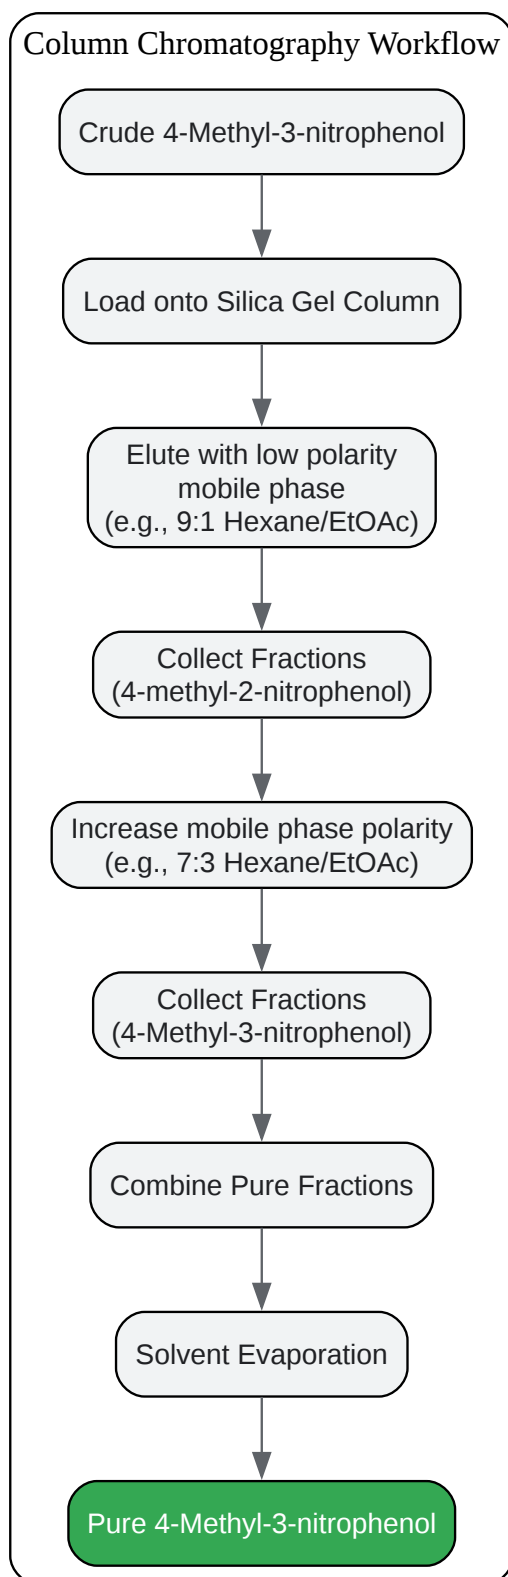 Column Chromatography Workflow
Crude 4-Methyl-3-nitrophenol
Load onto Silica Gel Column
Elute with low polarity
mobile phase
(e.g., 9:1 Hexane/EtOAc)
Collect Fractions
(4-methyl-2-nitrophenol)
Increase mobile phase polarity
(e.g., 7:3 Hexane/EtOAc)
Collect Fractions
(4-Methyl-3-nitrophenol)
Combine Pure Fractions
Solvent Evaporation
Pure 4-Methyl-3-nitrophenol